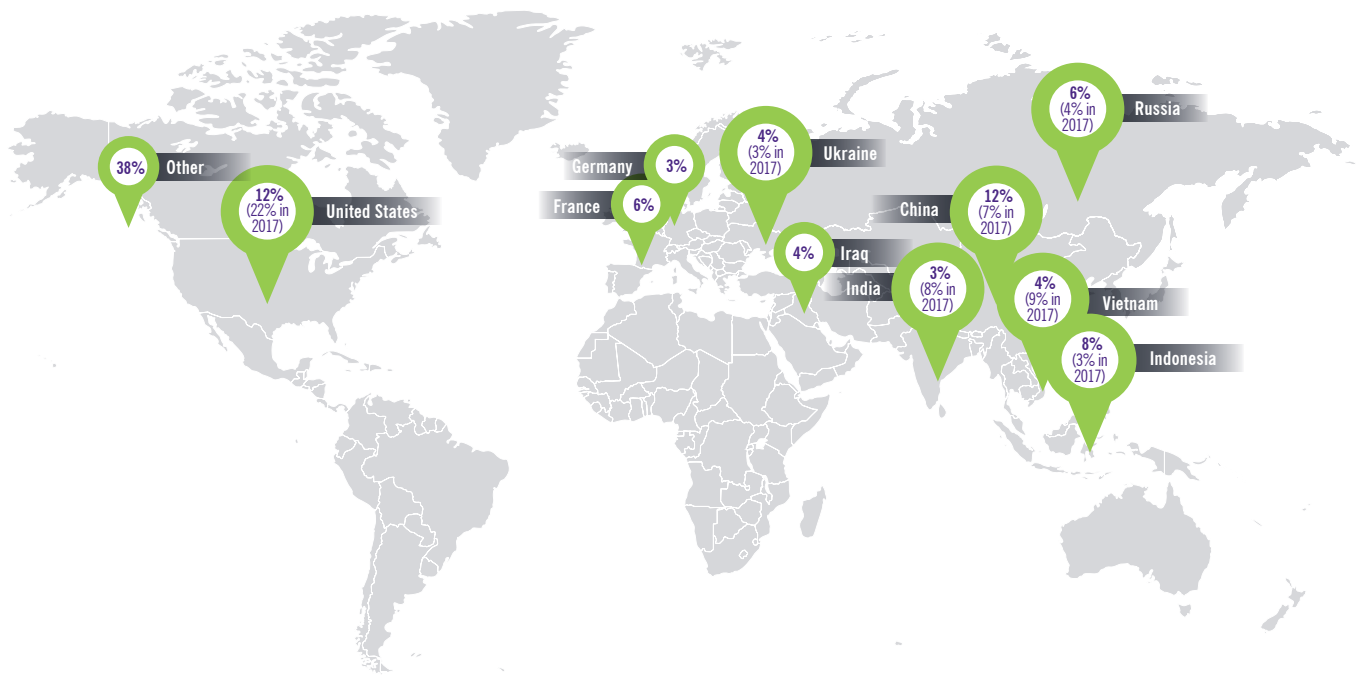 38%
Other
12%
(22% in
2017)
United States
Germany
3%
France
6%
4%
(3% in
2017)
Ukraine
6%
(4% in
2017)
Russia
China
12%
(7% in
2017)
4%
Iraq
India
3%
(8% in
2017)
4%
(9% in
2017)
Vietnam
8%
(3% in
2017)
Indonesia